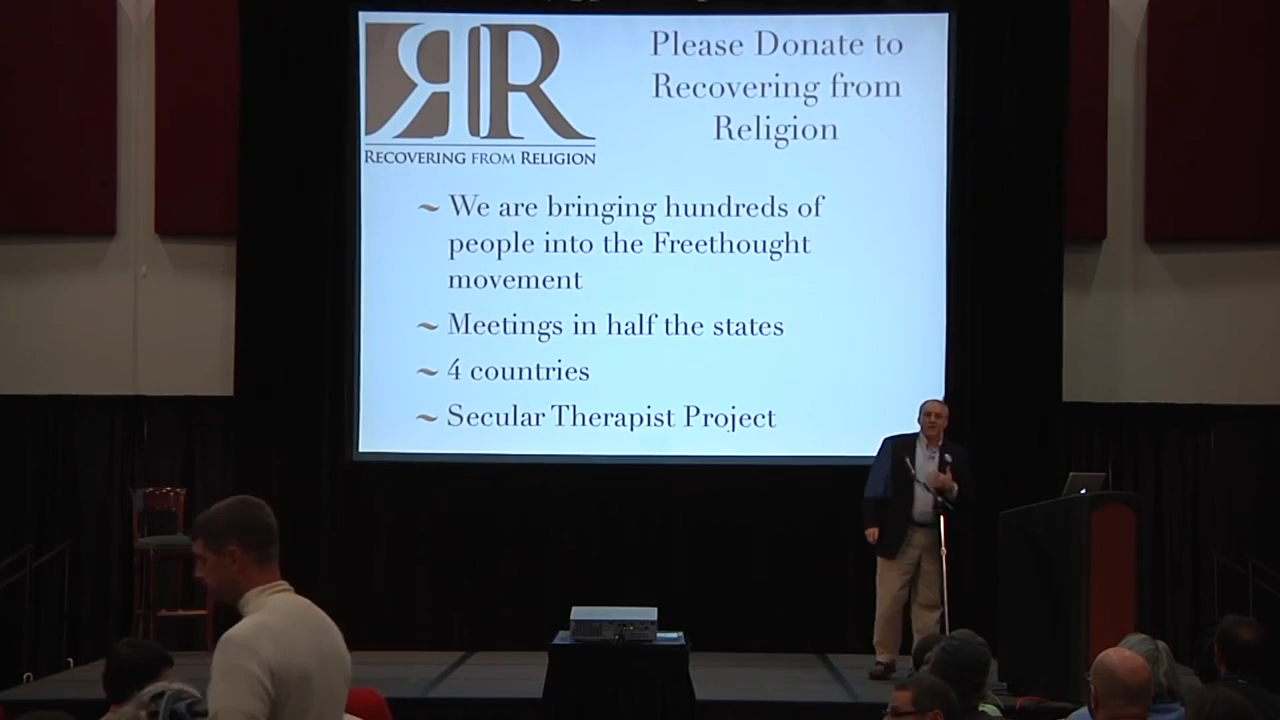 RR
RECOVERING FROM RELIGION
Please Donate to
Recovering from
Religion
~ We are bringing hundreds of
people into the Freethought
movement
~ Meetings in half the states
~ 4 countries
~ Secular Therapist Project